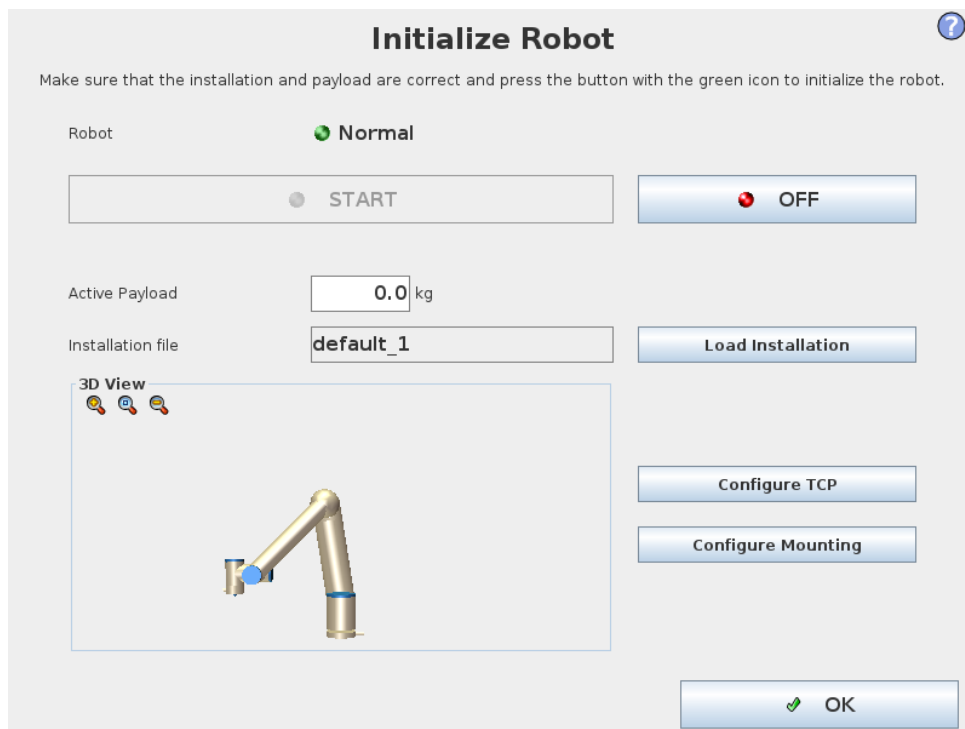 Initialize Robot
?
Make sure that the installation and payload are correct and press the button with the green icon to initialize the robot.
Robot Normal
START OFF
Active Payload 0.0 kg
Installation file default_1 Load Installation
3D View
Configure TCP
Configure Mounting
OK